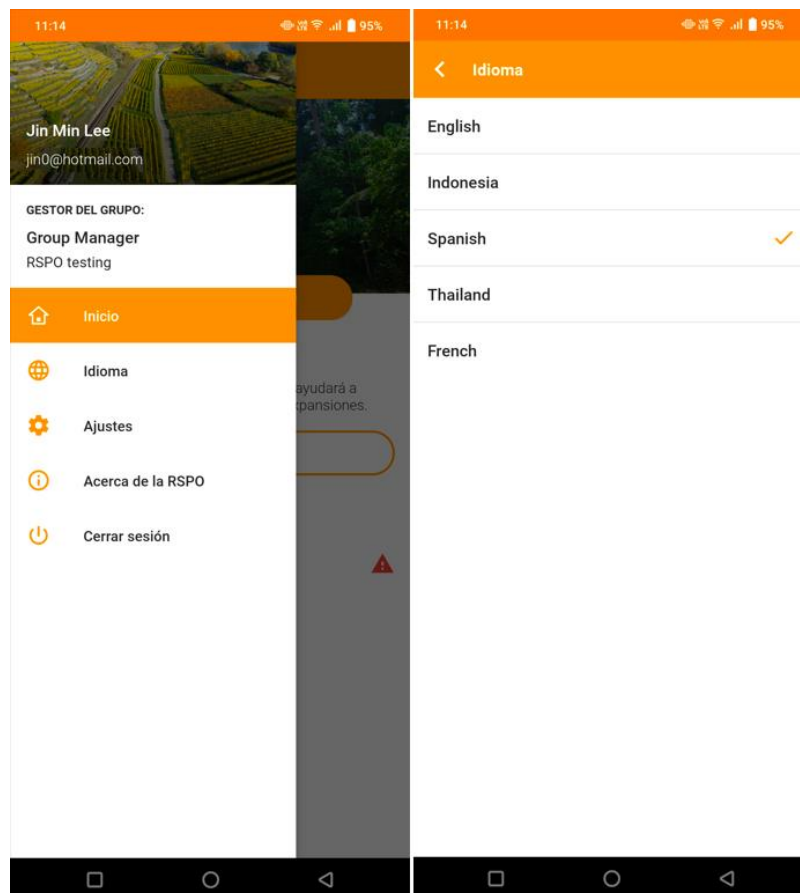 11:14
95%
Jin Min Lee
jin0@hotmail.com
GESTOR DEL GRUPO:
Group Manager
RSPO testing
Inicio
Idioma
Ajustes
Acerca de la RSPO
Cerrar sesión
ayudará a
xpansiones.
11:14
95%
Idioma
English
Indonesia
Spanish
Thailand
French